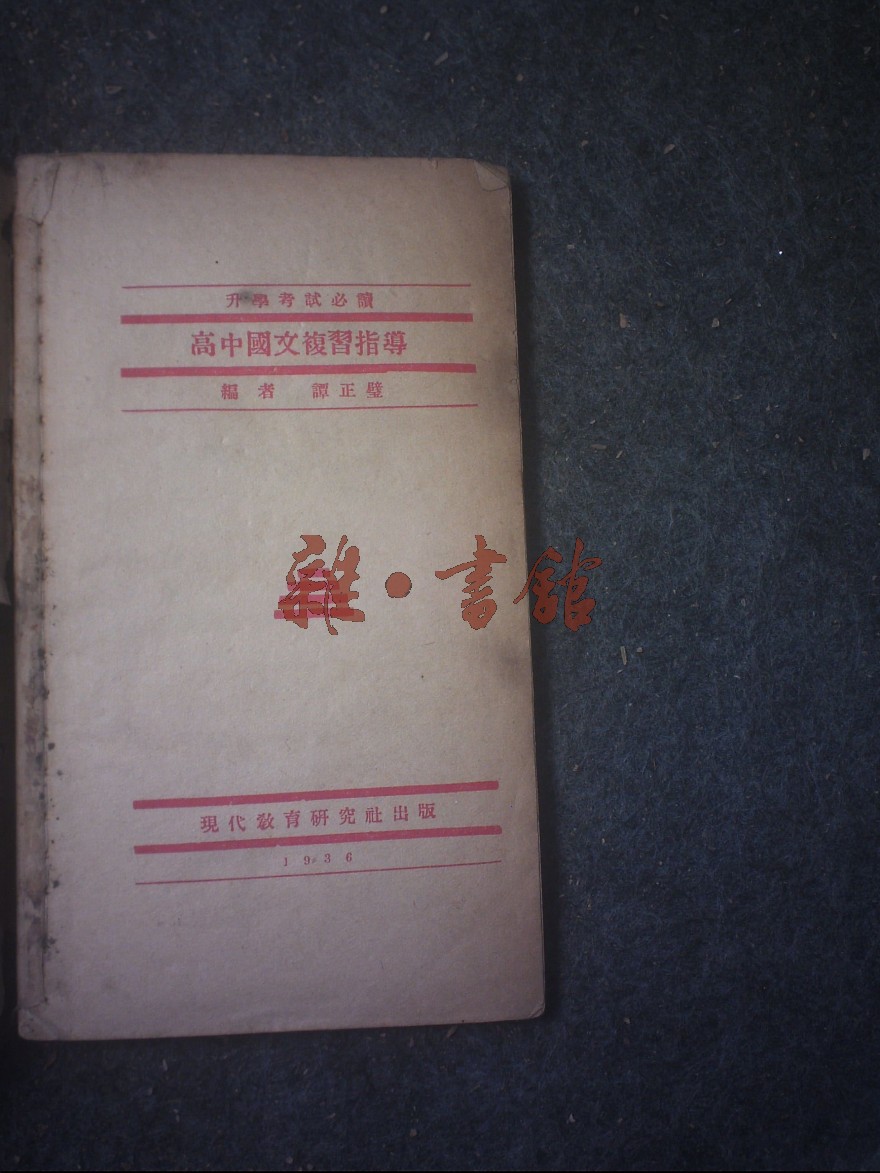 升學考試必讀
高中國文複習指導
編者 譚正璧
雜·書館
現代教育研究社出版
1936